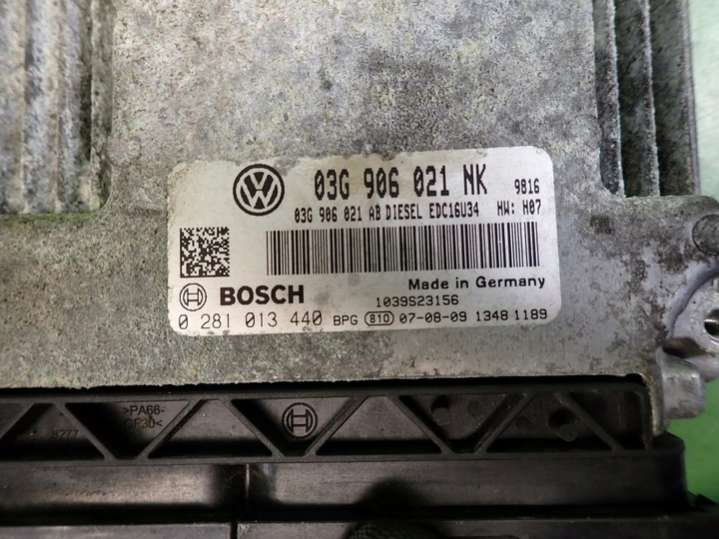 03G 906 021 NK 9816
03G 906 021 AB DIESEL EDC16U34 HW: H07
Made in Germany
BOSCH 1039S23156
0 281 013 440 BPG 810 07-08-09 1348 1189
>PA66-
GF30<